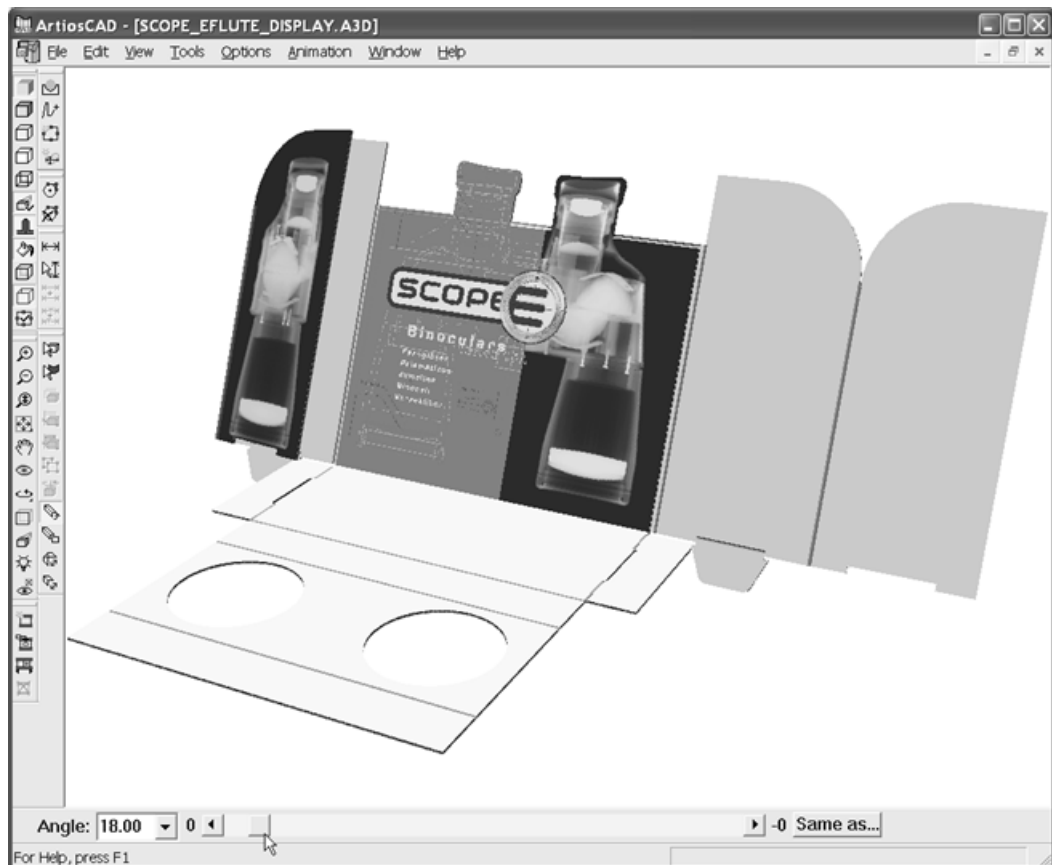 ArtiosCAD - [SCOPE_EFLUTE_DISPLAY.A3D]
File Edit View Tools Options Animation Window Help
SCOPE
Binoculars
Angle: 18.00 0 -0 Same as...
For Help, press F1